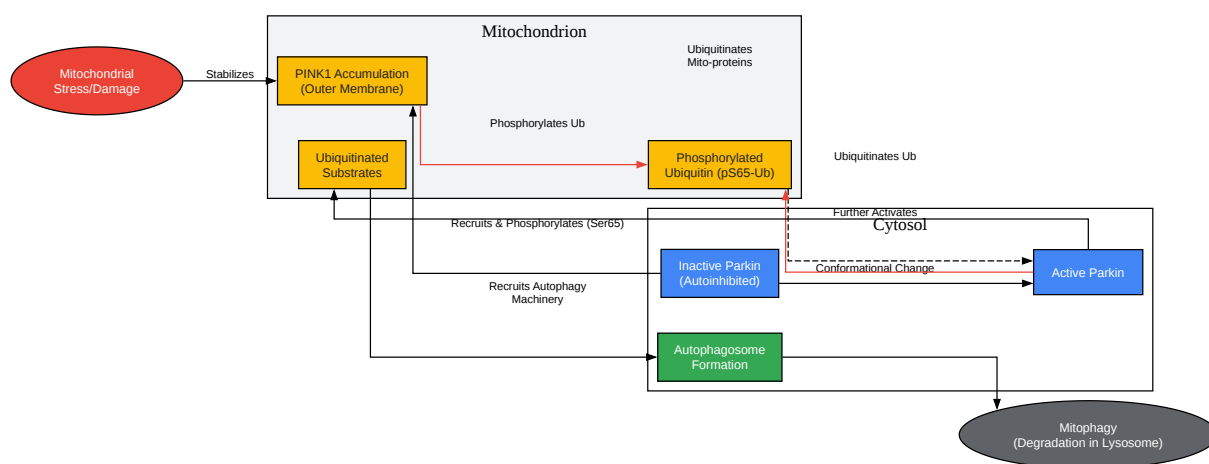 Mitochondrion
Ubiquitinates
Mito-proteins
Mitochondrial
Stress/Damage
Stabilizes
PINK1 Accumulation
(Outer Membrane)
Phosphorylates Ub
Ubiquitinated
Substrates
Phosphorylated
Ubiquitin (pS65-Ub)
Ubiquitinates Ub
Further Activates
Recruits & Phosphorylates (Ser65)
Cytosol
Inactive Parkin
(Autoinhibited)
Conformational Change
Active Parkin
Recruits Autophagy
Machinery
Autophagosome
Formation
Mitophagy
(Degradation in Lysosome)